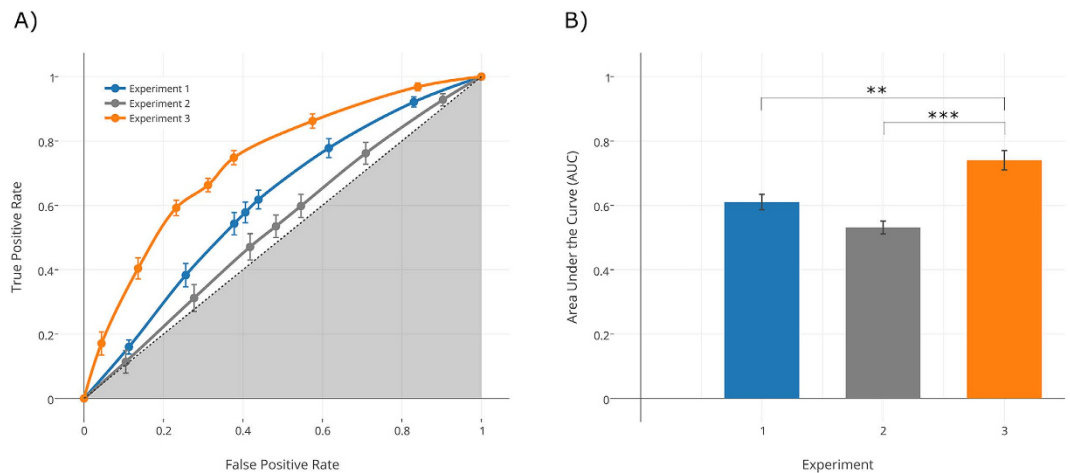 A)
1
0.8
0.6
0.4
0.2
0
True Positive Rate
Experiment 1
Experiment 2
Experiment 3
0
0.2
0.4
0.6
0.8
1
False Positive Rate
B)
1
0.8
0.6
0.4
0.2
0
Area Under the Curve (AUC)
**
***
1
2
3
Experiment